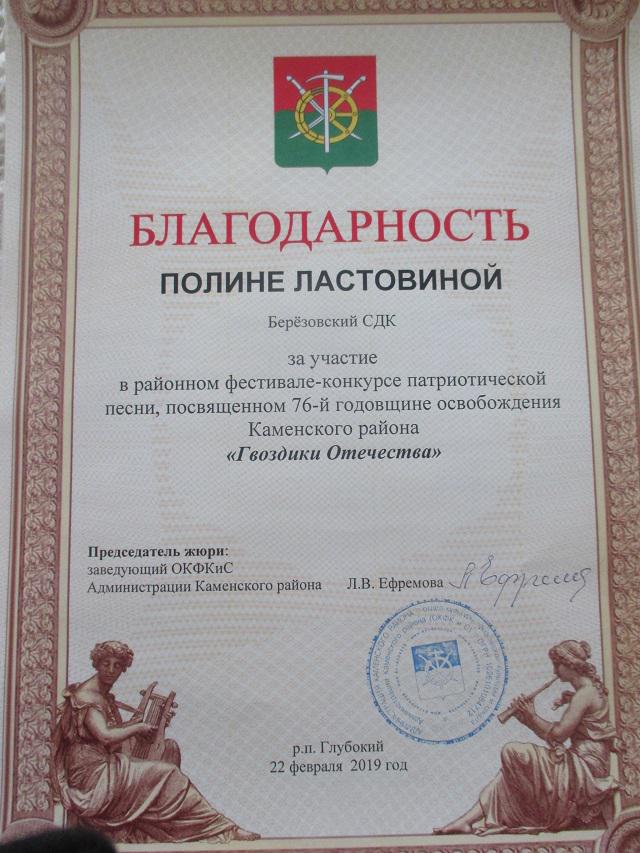 БЛАГОДАРНОСТЬ
ПОЛИНЕ ЛАСТОВИНОЙ
Берёзовский СДК
за участие
в районном фестивале-конкурсе патриотической
песни, посвященном 76-й годовщине освобождения
Каменского района
«Гвоздики Отечества»
Председатель жюри:
заведующий ОКФКиС
Администрации Каменского района Л.В. Ефремова
р.п. Глубокий
22 февраля 2019 год